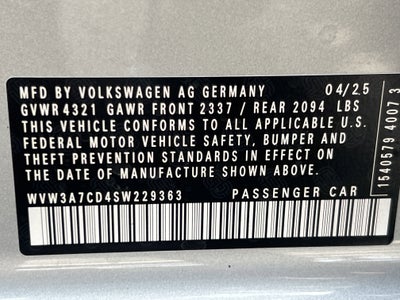 MFD BY VOLKSWAGEN AG GERMANY 04/25
GVWR 4321 GAWR FRONT 2337 / REAR 2094 LBS
THIS VEHICLE CONFORMS TO ALL APPLICABLE U.S.
FEDERAL MOTOR VEHICLE SAFETY, BUMPER AND
THEFT PREVENTION STANDARDS IN EFFECT ON
THE DATE OF MANUFACTURE SHOWN ABOVE
WVW3A7CD4SW229363 PASSENGER CAR
1540579 4007 3